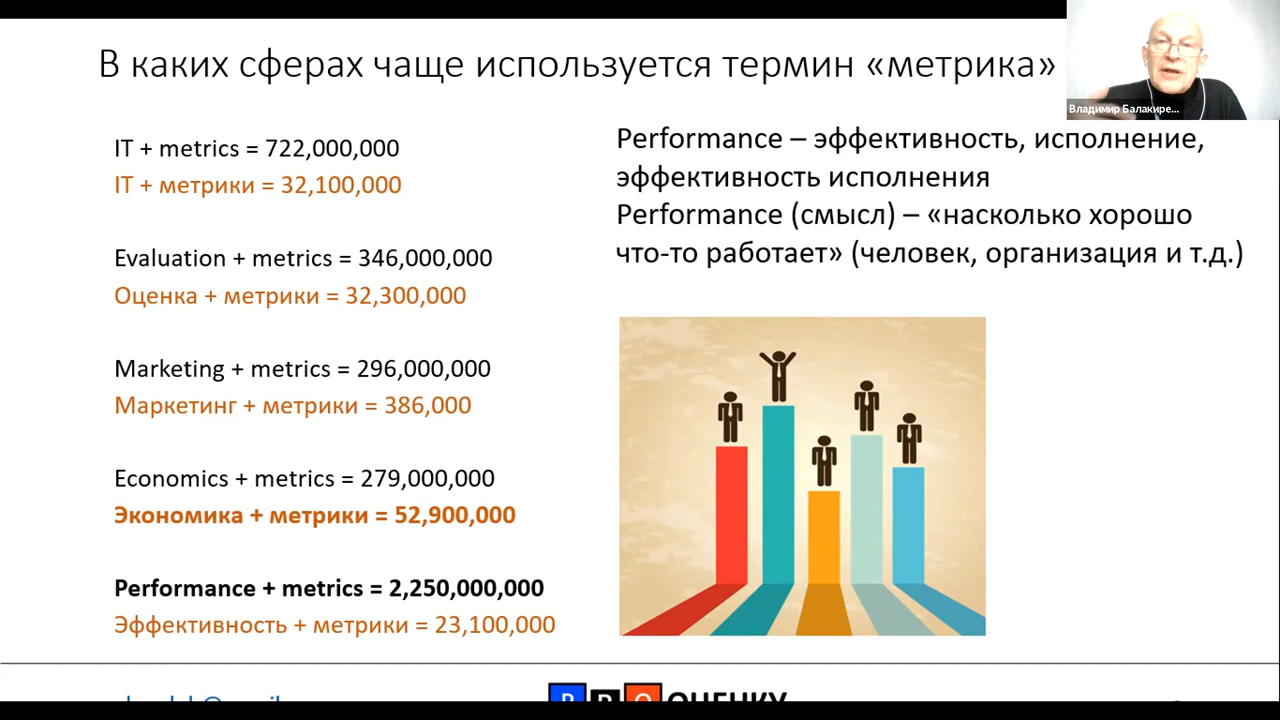 В каких сферах чаще используется термин «метрика»
Владимир Балакире...
IT + metrics = 722,000,000
IT + метрики = 32,100,000
Evaluation + metrics = 346,000,000
Оценка + метрики = 32,300,000
Marketing + metrics = 296,000,000
Маркетинг + метрики = 386,000
Economics + metrics = 279,000,000
Экономика + метрики = 52,900,000
Performance + metrics = 2,250,000,000
Эффективность + метрики = 23,100,000
Performance – эффективность, исполнение,
эффективность исполнения
Performance (смысл) – «насколько хорошо
что-то работает» (человек, организация и т.д.)